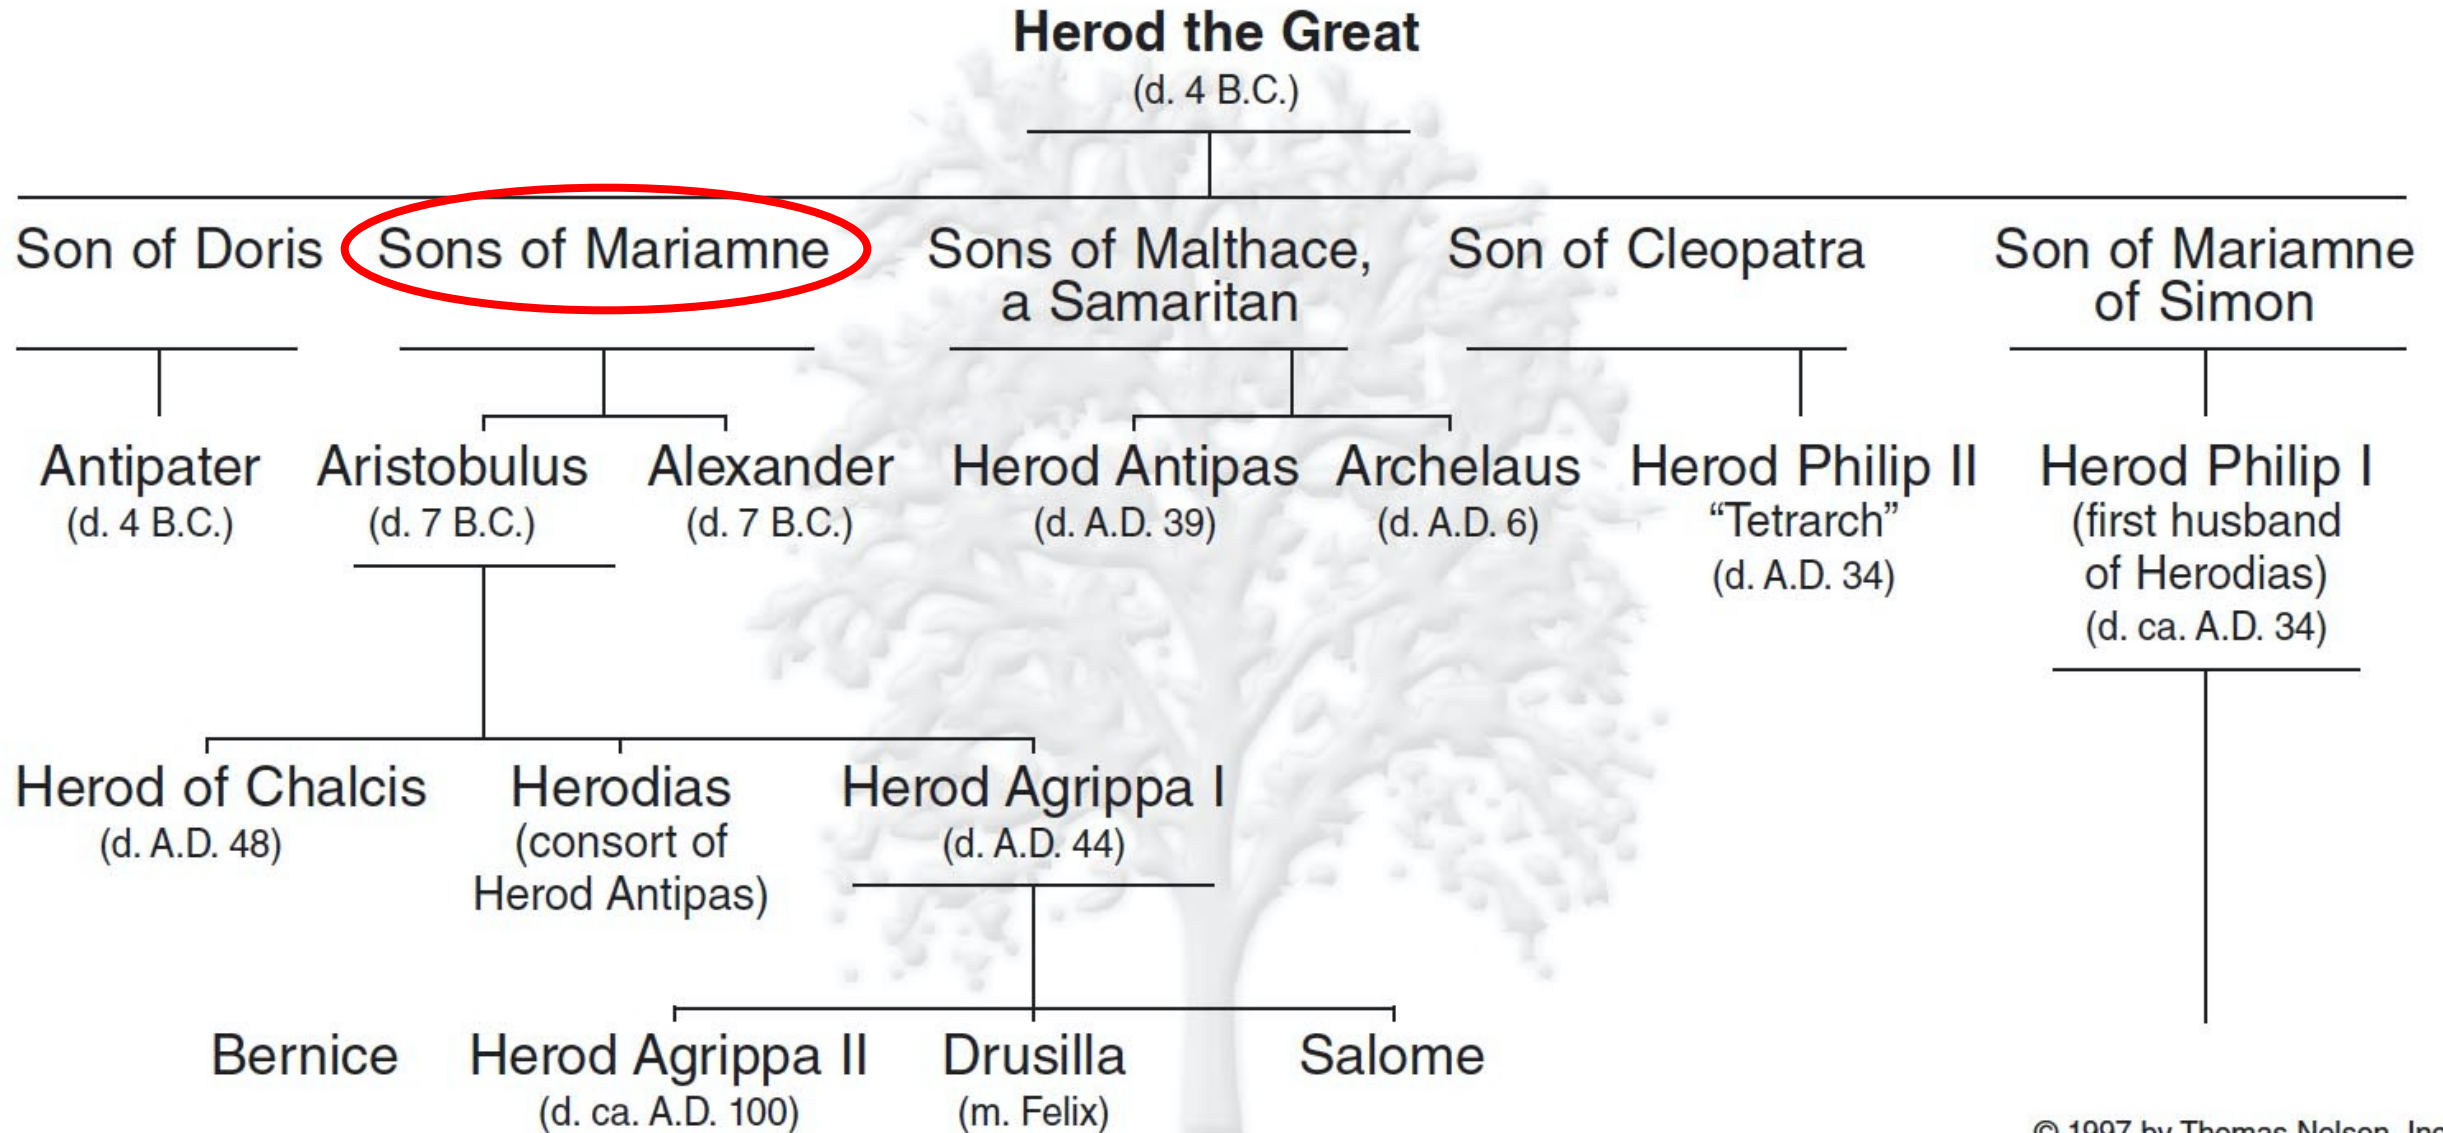 Herod the Great
(d. 4 B.C.)
Son of Doris
Sons of Mariamne
Sons of Malthace,
a Samaritan
Son of Cleopatra
Son of Mariamne
of Simon
Antipater
(d. 4 B.C.)
Aristobulus
(d. 7 B.C.)
Alexander
(d. 7 B.C.)
Herod Antipas
(d. A.D. 39)
Archelaus
(d. A.D. 6)
Herod Philip II
“Tetrarch”
(d. A.D. 34)
Herod Philip I
(first husband
of Herodias)
(d. ca. A.D. 34)
Herod of Chalcis
(d. A.D. 48)
Herodias
(consort of
Herod Antipas)
Herod Agrippa I
(d. A.D. 44)
Bernice
Herod Agrippa II
(d. ca. A.D. 100)
Drusilla
(m. Felix)
Salome
© 1997 by Thomas Nelson, Inc